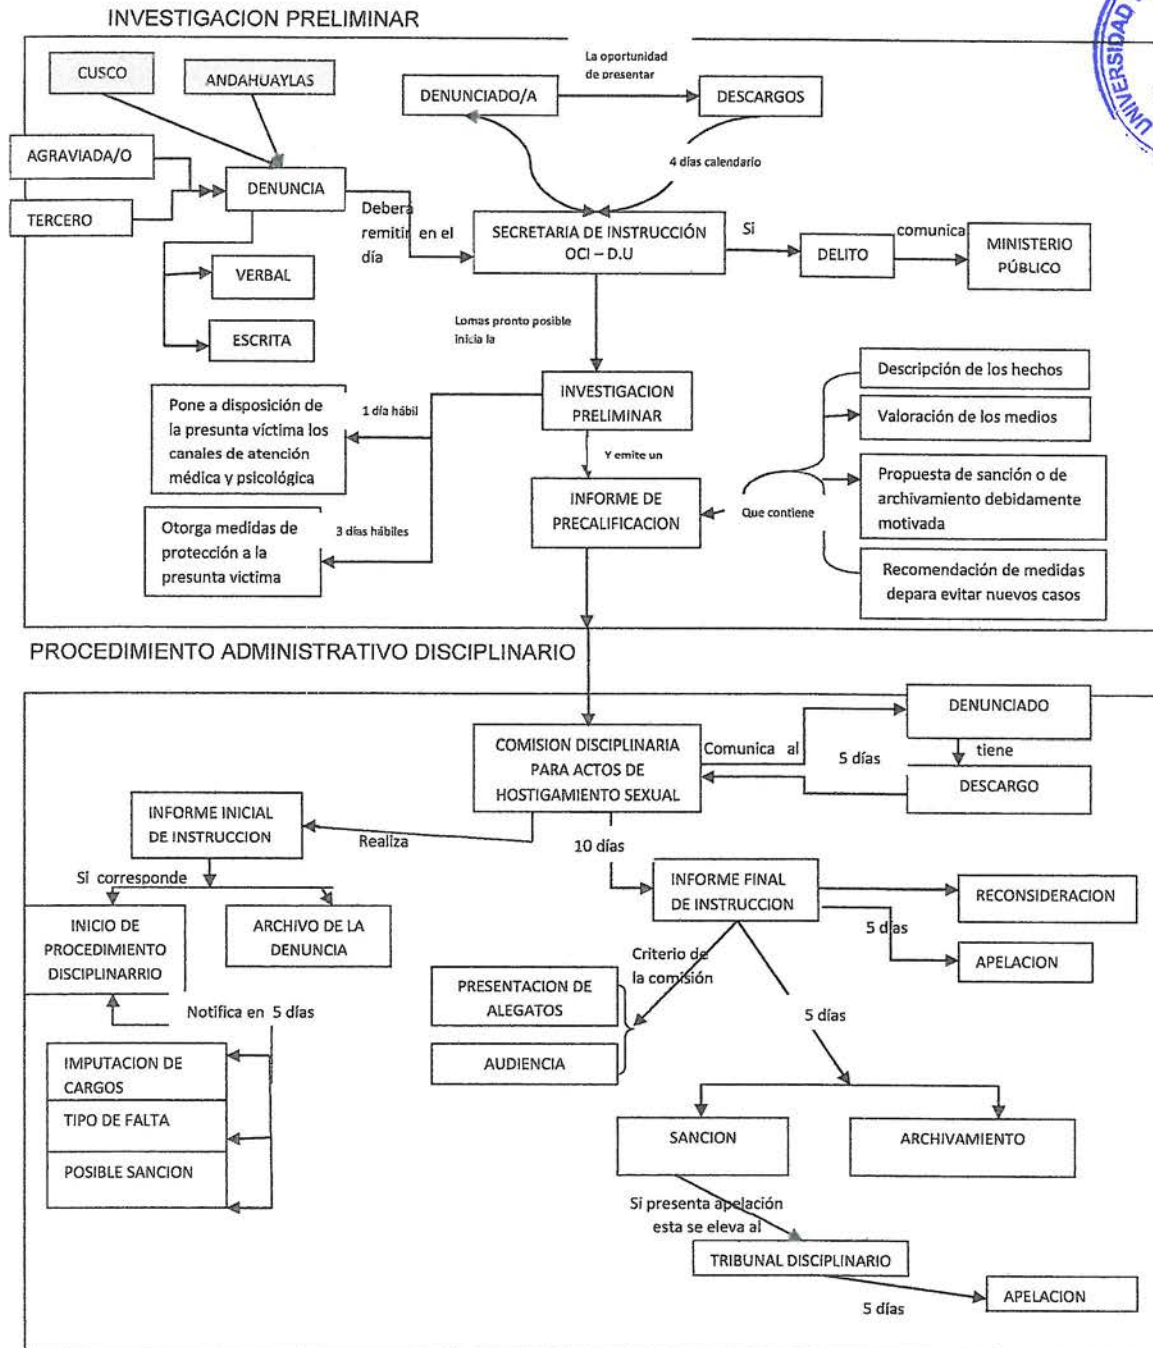 INVESTIGACION PRELIMINAR
UNIVERSIDAD
CUSCO
ANDAHUAYLAS
DENUNCIADO/A
La oportunidad
de presentar
DESCARGOS
AGRAVIADA/O
TERCERO
DENUNCIA
4 días calendario
Deberá
remitir en el
día
SECRETARIA DE INSTRUCCIÓN
OCI – D.U
Si
DELITO
comunica
MINISTERIO
PÚBLICO
VERBAL
ESCRITA
Lomas pronto posible
inicia la
INVESTIGACION
PRELIMINAR
1 día hábil
Pone a disposición de
la presunta víctima los
canales de atención
médica y psicológica
3 días hábiles
Otorga medidas de
protección a la
presunta victima
Y emite un
INFORME DE
PRECALIFICACION
Que contiene
Descripción de los hechos
Valoración de los medios
Propuesta de sanción o de
archivamiento debidamente
motivada
Recomendación de medidas
depara evitar nuevos casos
PROCEDIMIENTO ADMINISTRATIVO DISCIPLINARIO
COMISION DISCIPLINARIA
PARA ACTOS DE
HOSTIGAMIENTO SEXUAL
Comunica al
5 días
DENUNCIADO
tiene
DESCARGO
Realiza
INFORME INICIAL
DE INSTRUCCION
Si corresponde
INICIO DE
PROCEDIMIENTO
DISCIPLINARRIO
ARCHIVO DE LA
DENUNCIA
Notifica en 5 días
IMPUTACION DE
CARGOS
TIPO DE FALTA
POSIBLE SANCION
10 días
INFORME FINAL
DE INSTRUCCION
RECONSIDERACION
5 días
APELACION
Criterio de
la comisión
PRESENTACION DE
ALEGATOS
AUDIENCIA
5 días
SANCION
ARCHIVAMIENTO
Si presenta apelación
esta se eleva al
TRIBUNAL DISCIPLINARIO
5 días
APELACION